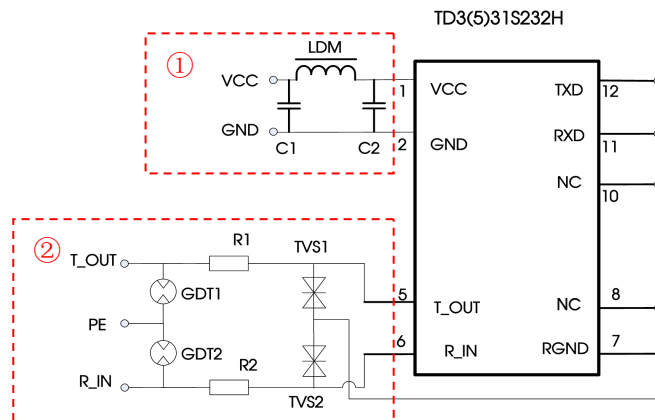 TD3(5)31S232H
①
LDM
VCC
1
VCC
TXD
12
GND
C1
C2
2
GND
RXD
11
NC
10
②
T_OUT
R1
TVS1
GDT1
5
T_OUT
NC
8
PE
GDT2
6
R_IN
RGND
7
R_IN
R2
TVS2